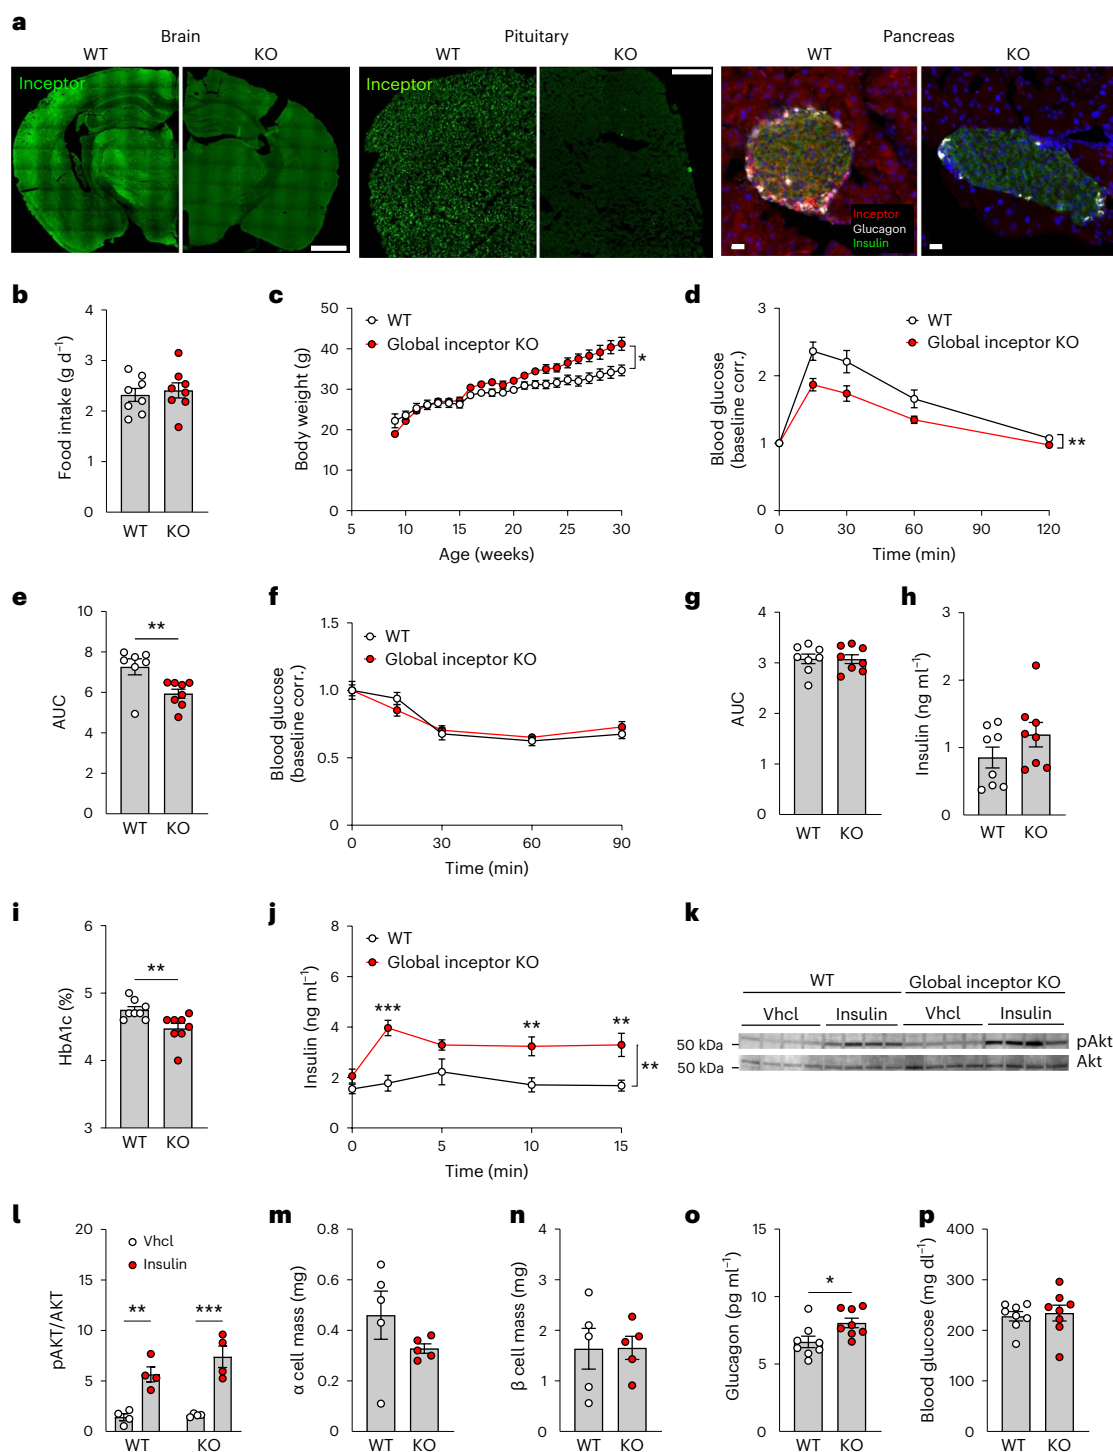 a
Brain
Pituitary
Pancreas
WT KO WT KO WT KO
Inceptor
Inceptor
Inceptor
Glucagon
Insulin
b
Food intake (g d⁻¹)
4
3
2
1
0
WT KO
c
Body weight (g)
50
40
30
20
10
0
WT
Global inceptor KO
*
5 10 15 20 25 30
Age (weeks)
d
Blood glucose
(baseline corr.)
3
2
1
0
WT
Global inceptor KO
**
0 30 60 90 120
Time (min)
e
AUC
10
8
6
4
2
0
**
WT KO
f
Blood glucose
(baseline corr.)
1.5
1.0
0.5
0
WT
Global inceptor KO
0 30 60 90
Time (min)
g
AUC
4
3
2
1
0
WT KO
h
Insulin (ng ml⁻¹)
3
2
1
0
WT KO
i
HbA1c (%)
6
5
4
3
**
WT KO
j
Insulin (ng ml⁻¹)
8
6
4
2
0
WT
Global inceptor KO
***
**
**
**
0 5 10 15
Time (min)
k
WT Global inceptor KO
Vhcl Insulin Vhcl Insulin
50 kDa pAkt
50 kDa Akt
l
pAKT/AKT
20
15
10
5
0
Vhcl
Insulin
** ***
WT KO
m
α cell mass (mg)
0.8
0.6
0.4
0.2
0
WT KO
n
β cell mass (mg)
4
3
2
1
0
WT KO
o
Glucagon (pg ml⁻¹)
15
10
5
0
*
WT KO
p
Blood glucose (mg dl⁻¹)
400
300
200
100
0
WT KO